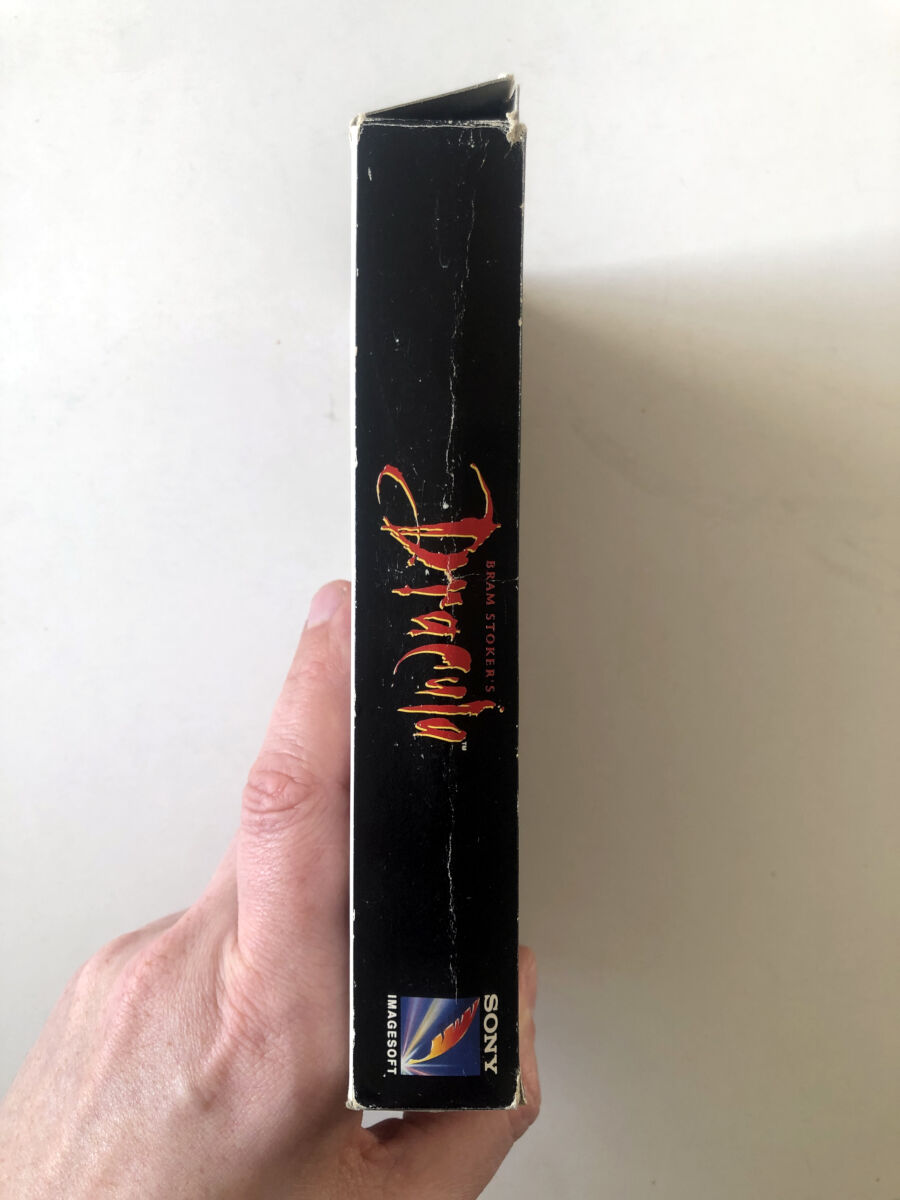 BRAM STOKER'S
Dracula™
SONY
IMAGESOFT